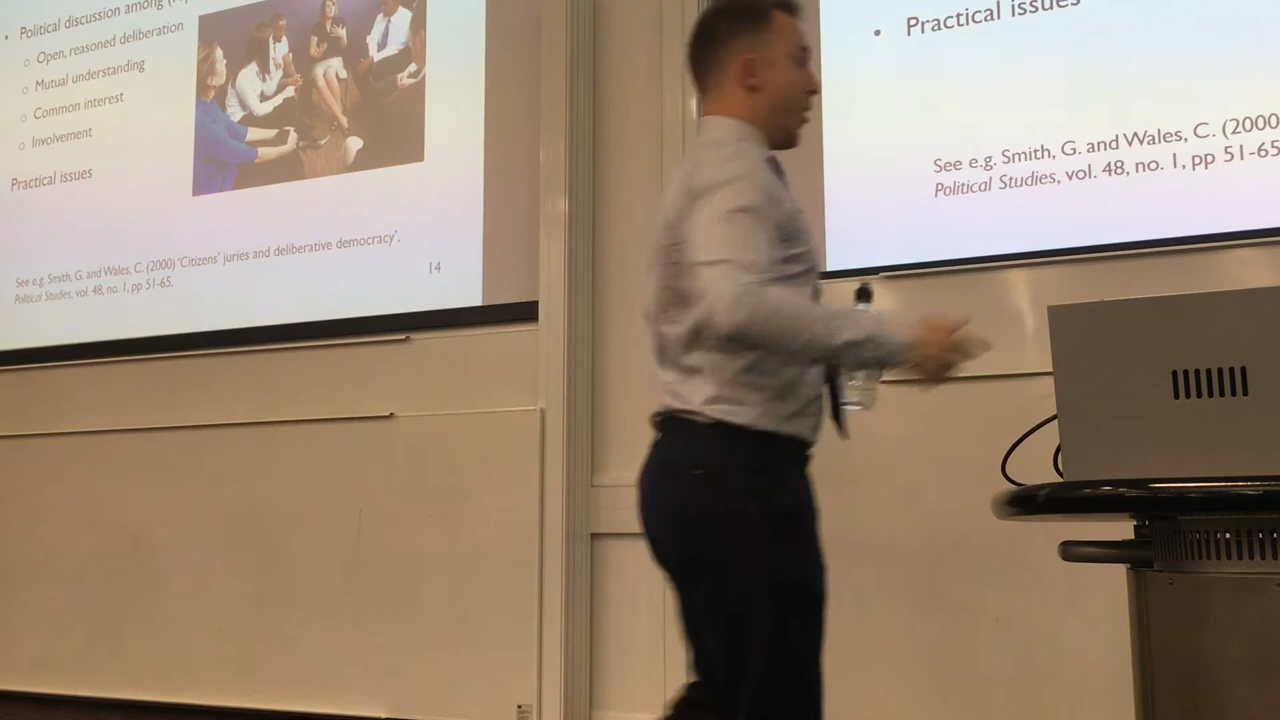 • Political discussion among
o Open, reasoned deliberation
o Mutual understanding
o Common interest
o Involvement
Practical issues
See e.g. Smith, G. and Wales, C. (2000) 'Citizens' juries and deliberative democracy',
Political Studies, vol. 48, no. 1, pp 51-65.
14
• Practical issues
See e.g. Smith, G. and Wales, C. (2000
Political Studies, vol. 48, no. 1, pp 51-65